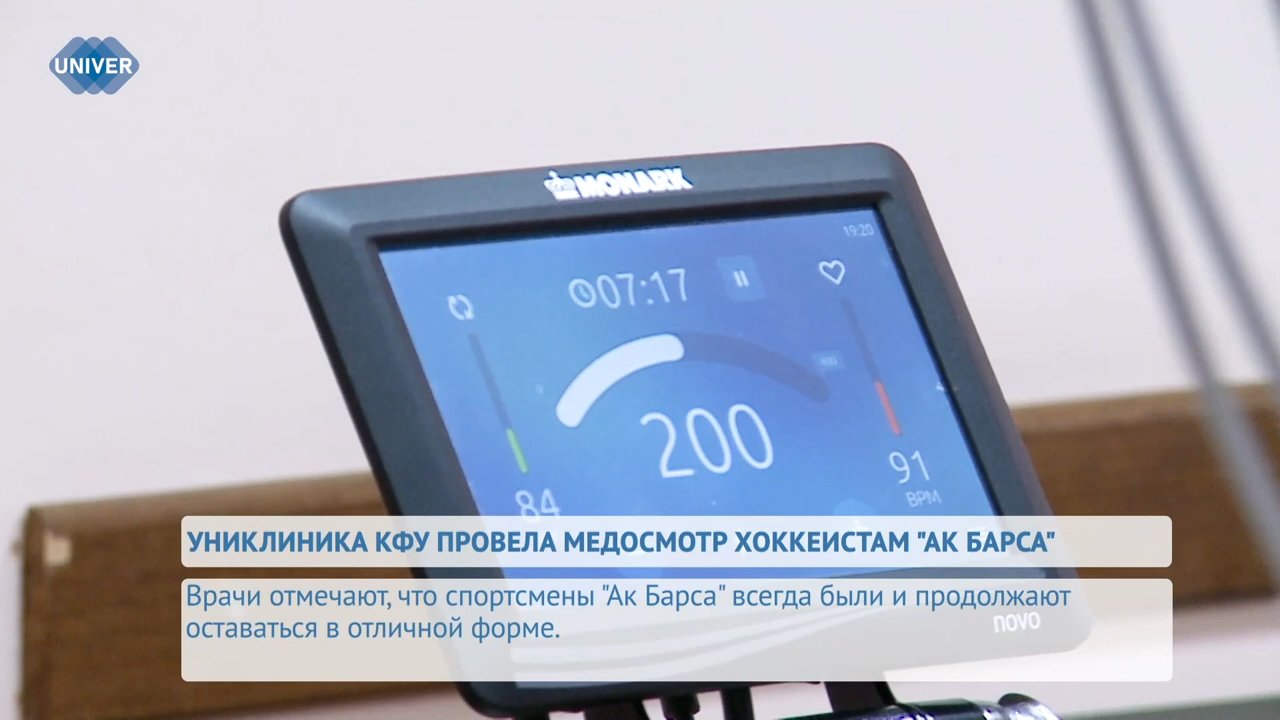 UNIVER
MONARK
19:20
07:17
400
200
84
91
BPM
УНИКЛИНИКА КФУ ПРОВЕЛА МЕДОСМОТР ХОККЕИСТАМ "АК БАРСА"
Врачи отмечают, что спортсмены "Ак Барса" всегда были и продолжают
оставаться в отличной форме.
novo